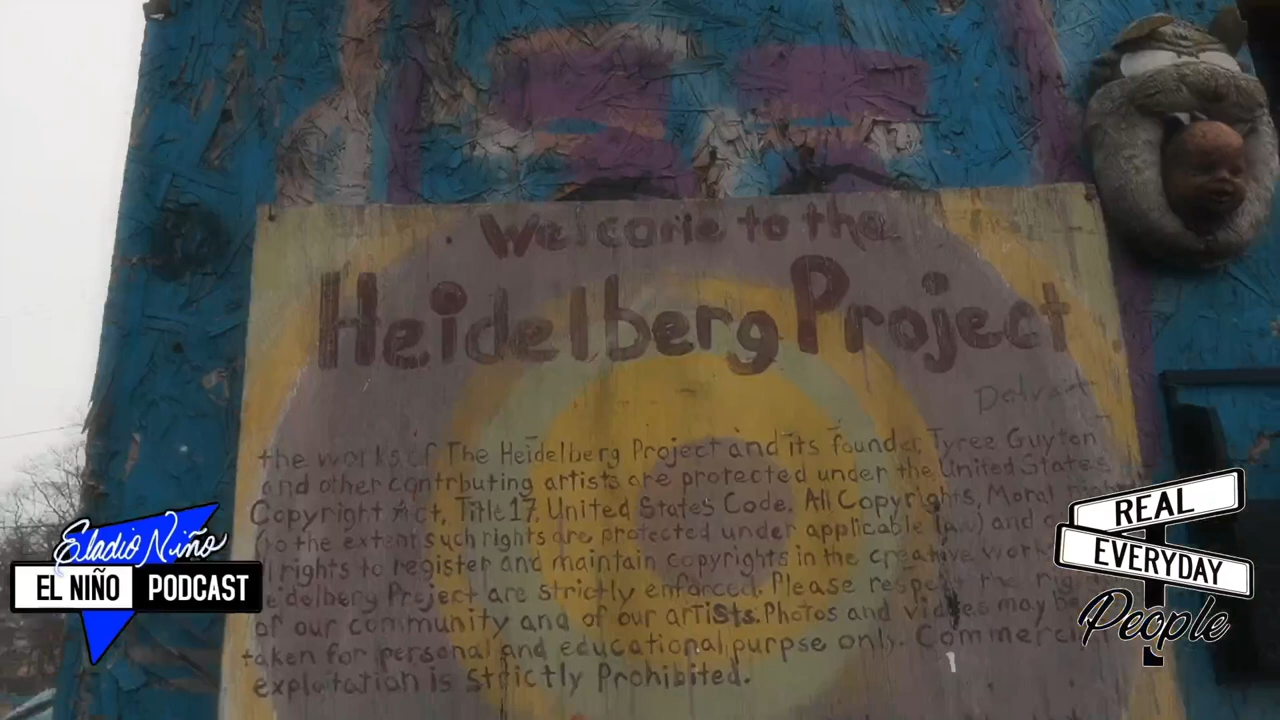 Welcome to the
Heidelberg Project
the works of The Heidelberg Project and its founder, Tyree Guyton
and other contrbuting artists are protected under the United States
Copyright Act, Title 17, United States Code. All Copyrights, Moral rights
(to the extent such rights are protected under applicable law) and
rights to register and maintain copyrights in the creative work
Heidelberg Project are strictly enforced. Please respect the
of our community and of our artists. Photos and may be
taken for personal and educational purpse only. Commercial
explaitation is strictly Prohibited.
Eladio Niño
EL NIÑO PODCAST
REAL
EVERYDAY
People